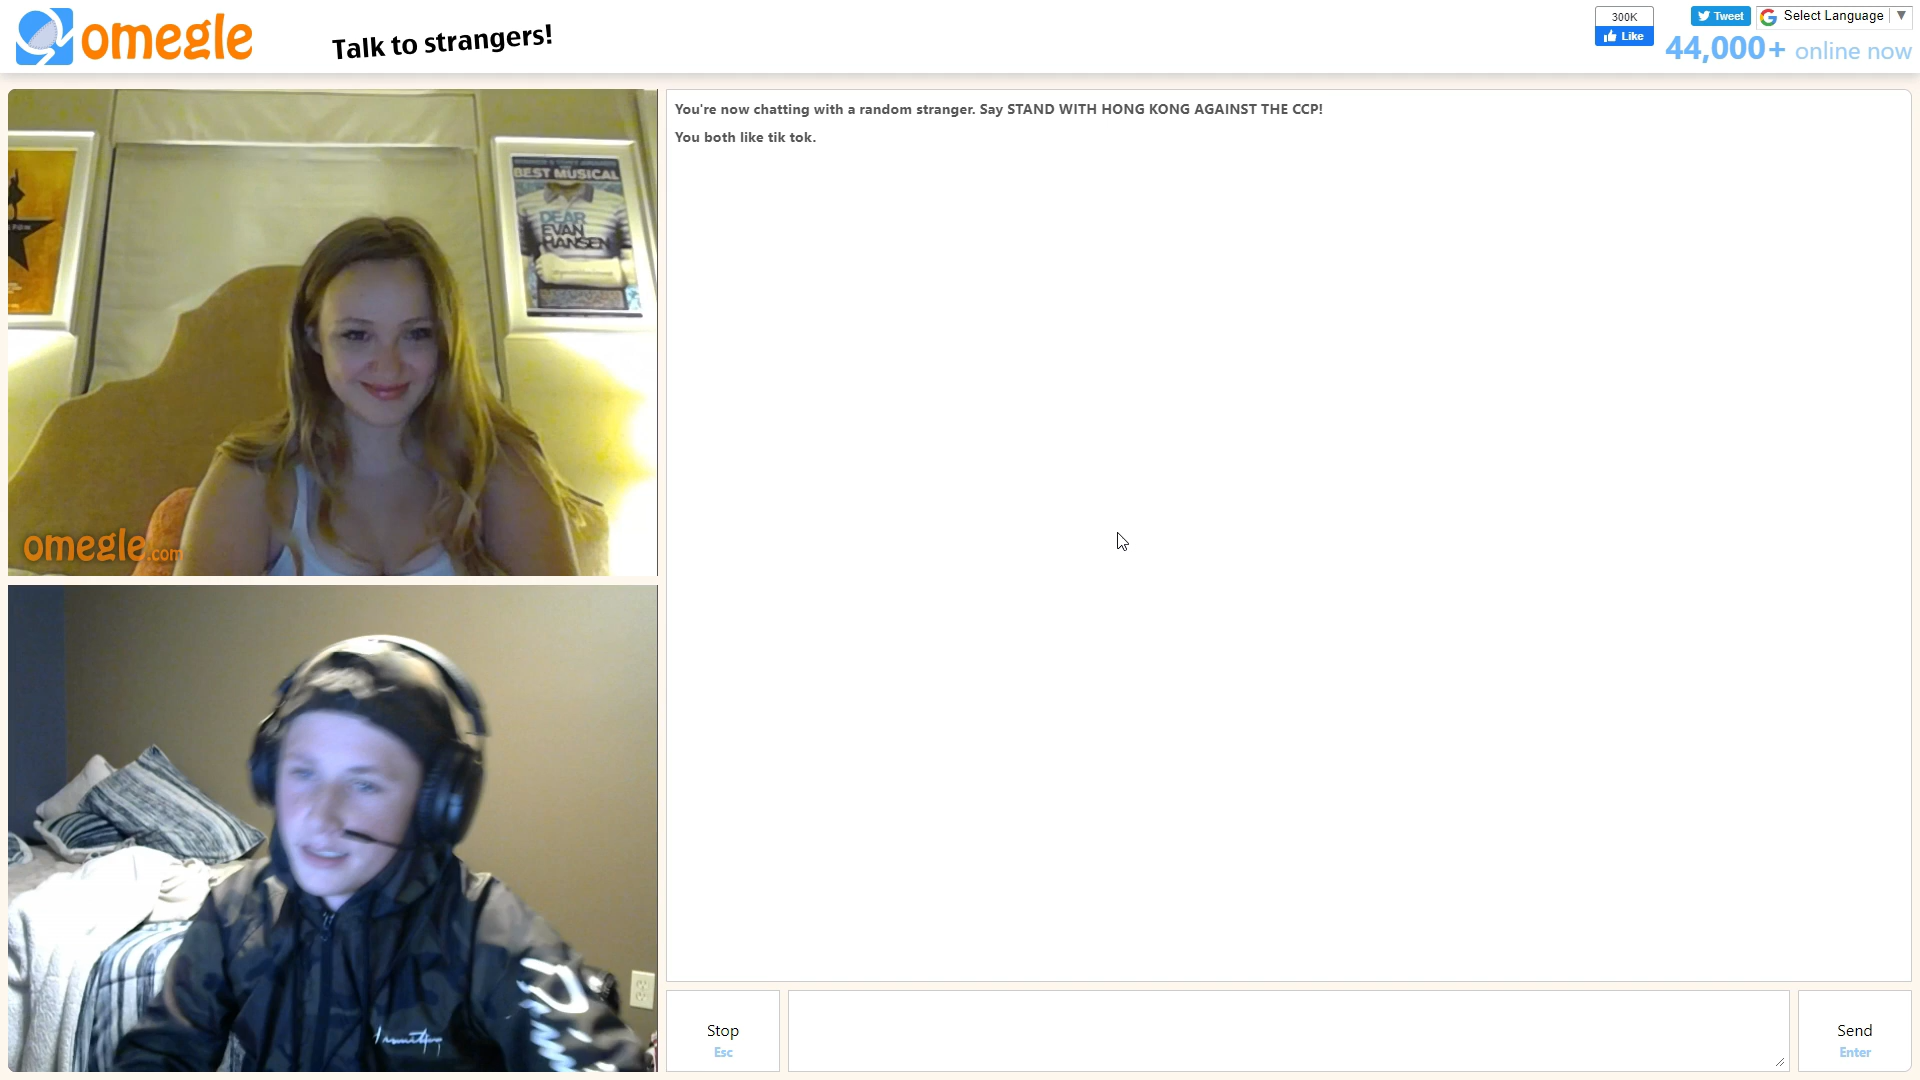 omegle
Talk to strangers!
300K
Like
Tweet
Select Language
44,000+ online now
BEST MUSICAL
DEAR
EVAN
HANSEN
omegle.com
You're now chatting with a random stranger. Say STAND WITH HONG KONG AGAINST THE CCP!
You both like tik tok.
Stop
Esc
Send
Enter